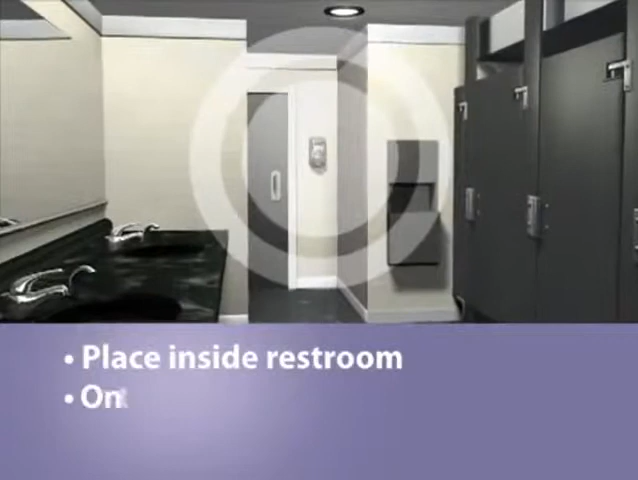 • Place inside restroom
• On